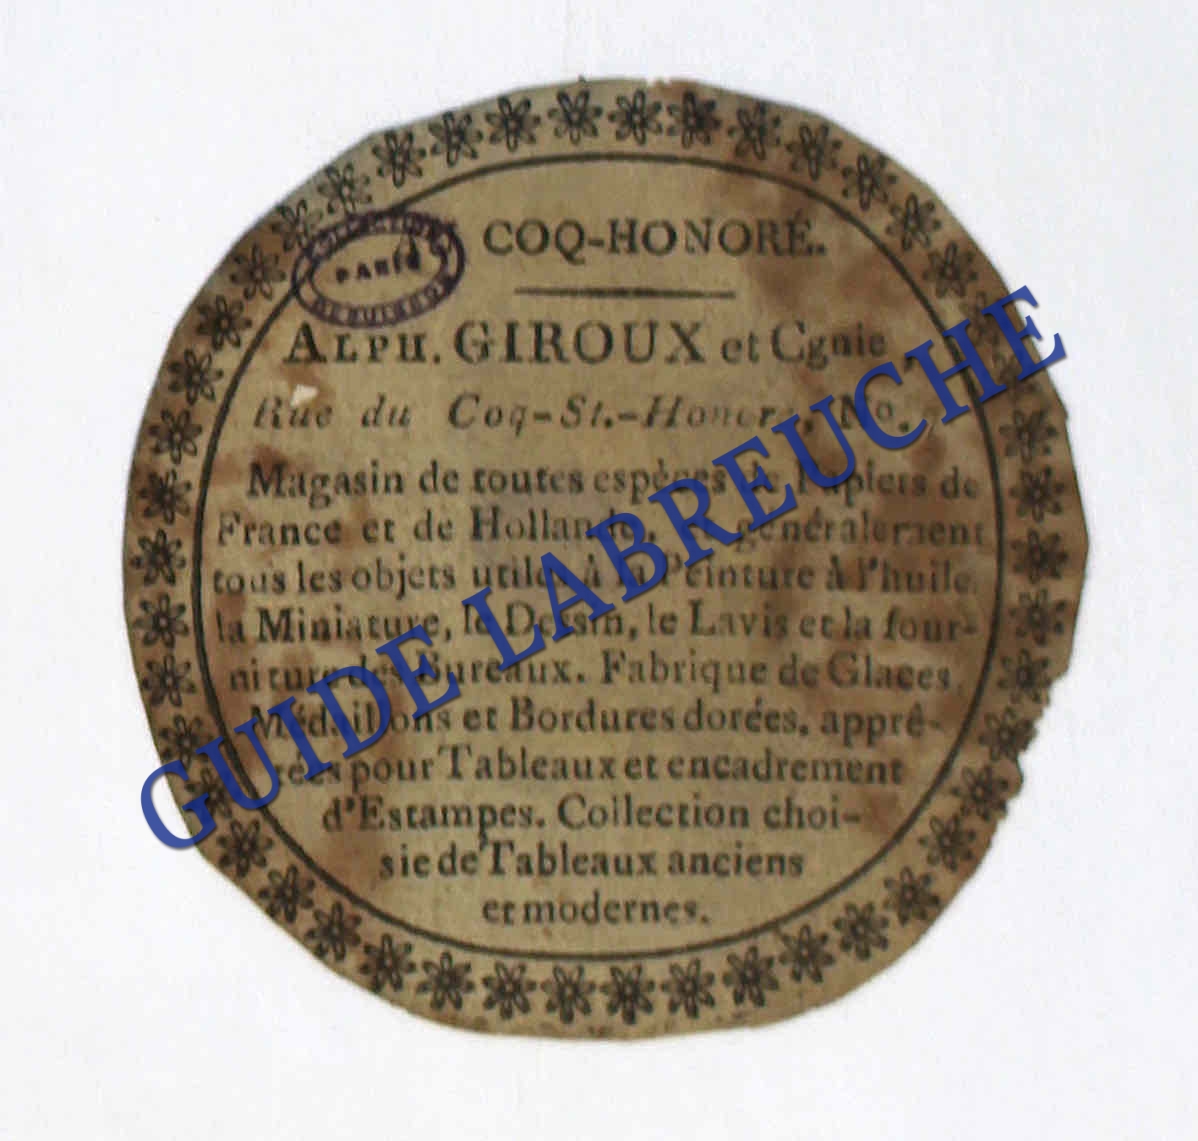 COQ-HONORÉ.
PARIS
ALPH. GIROUX et Cgnie
Rue du Coq-St.-Honoré, No.
Magasin de toutes espèces de Papiers de
France et de Hollande, généralement
tous les objets utiles à la Peinture à l'huile,
la Miniature, le Dessin, le Lavis et la four-
niture des Bureaux. Fabrique de Glaces
Médaillons et Bordures dorées, apprê-
tées pour Tableaux et encadrement
d'Estampes. Collection choi-
sie de Tableaux anciens
et modernes.
GUIDE LABREUCHE